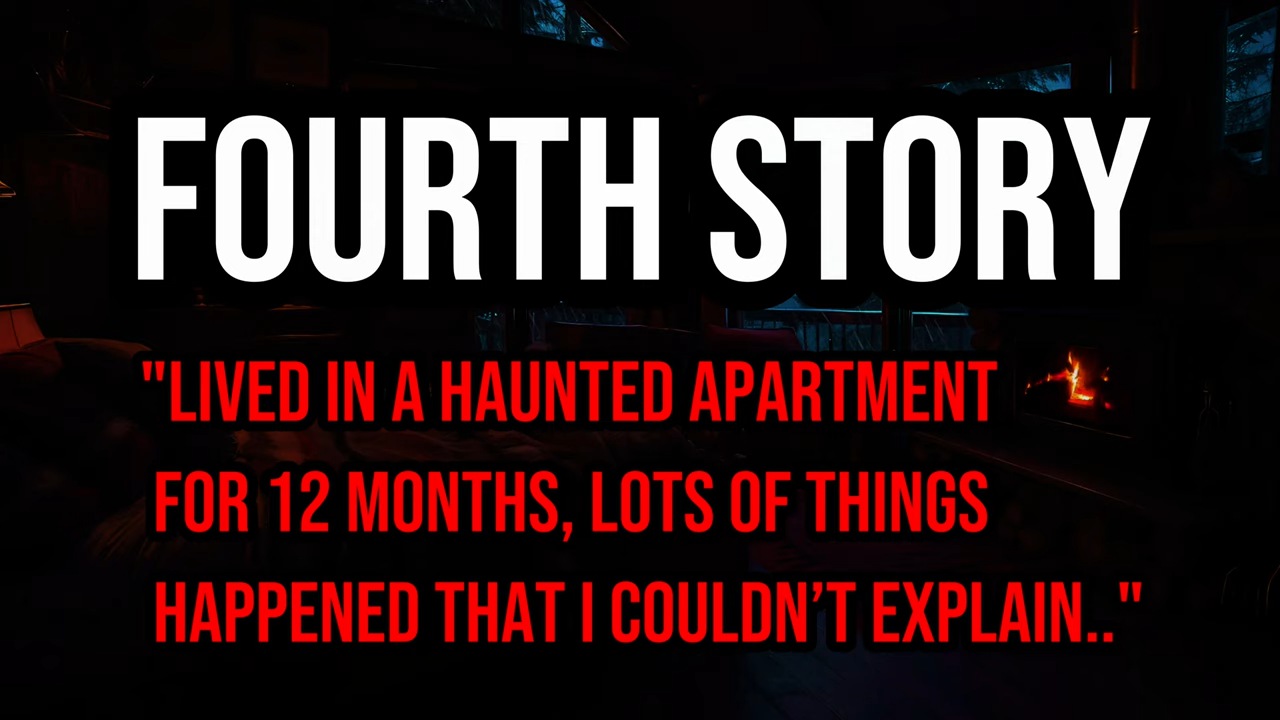 FOURTH STORY
"LIVED IN A HAUNTED APARTMENT
FOR 12 MONTHS, LOTS OF THINGS
HAPPENED THAT I COULDN’T EXPLAIN.."